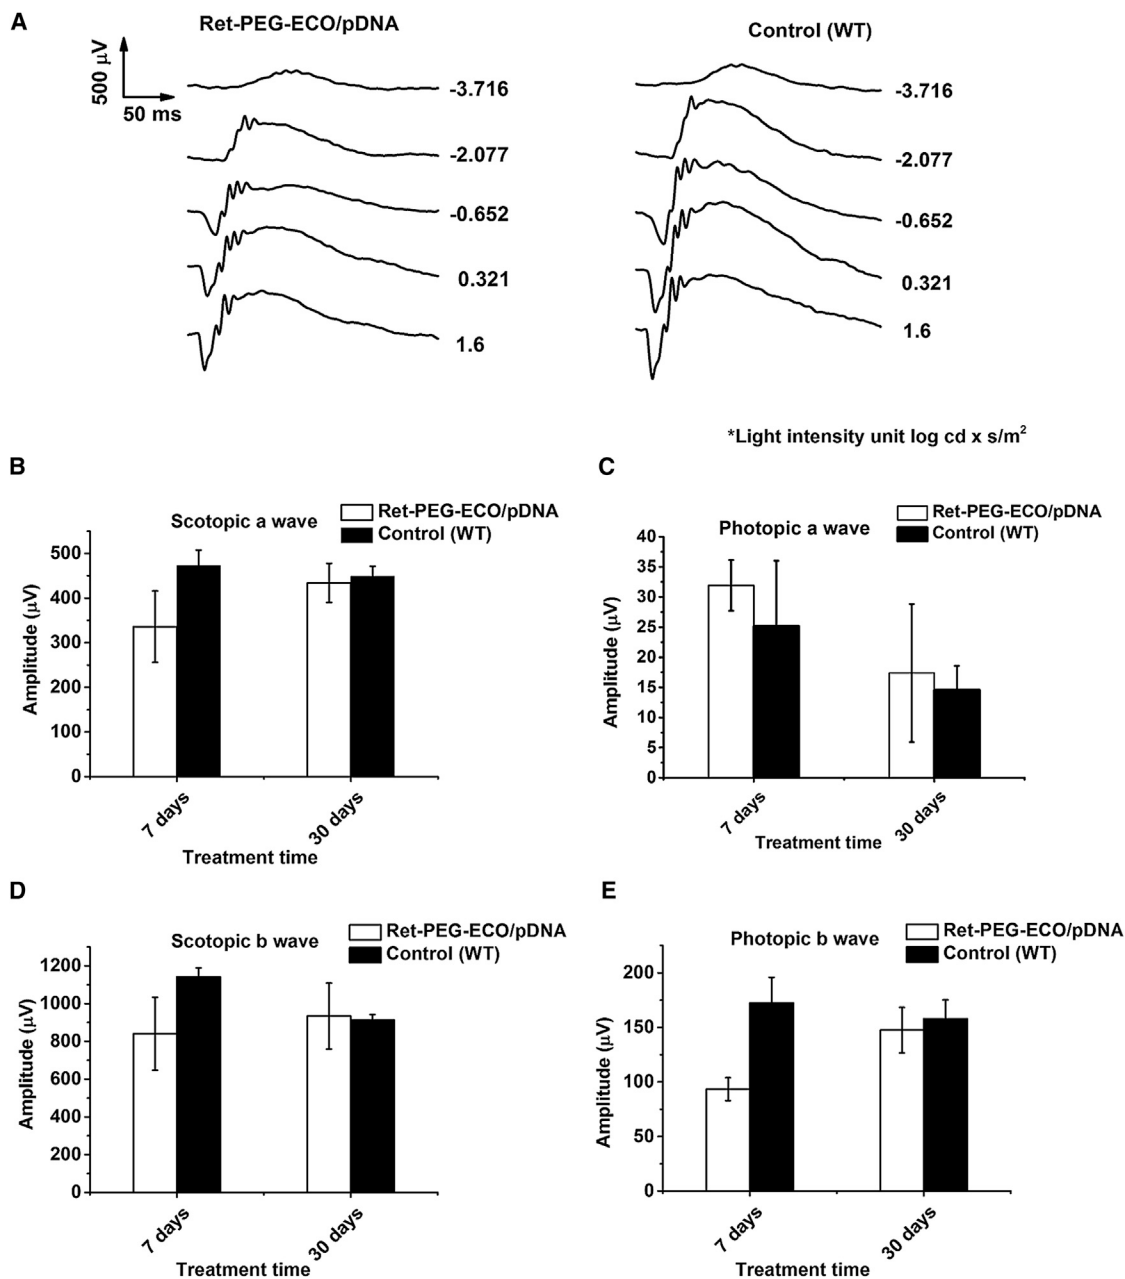 A
Ret-PEG-ECO/pDNA
Control (WT)
500 μV
50 ms
-3.716
-2.077
-0.652
0.321
1.6
-3.716
-2.077
-0.652
0.321
1.6
*Light intensity unit log cd x s/m²
B
Scotopic a wave
Ret-PEG-ECO/pDNA
Control (WT)
Amplitude (μV)
500
400
300
200
100
0
7 days
30 days
Treatment time
C
Photopic a wave
Ret-PEG-ECO/pDNA
Control (WT)
Amplitude (μV)
40
35
30
25
20
15
10
5
0
7 days
30 days
Treatment time
D
Scotopic b wave
Ret-PEG-ECO/pDNA
Control (WT)
Amplitude (μV)
1200
1000
800
600
400
200
0
7 days
30 days
Treatment time
E
Photopic b wave
Ret-PEG-ECO/pDNA
Control (WT)
Amplitude (μV)
200
150
100
50
0
7 days
30 days
Treatment time